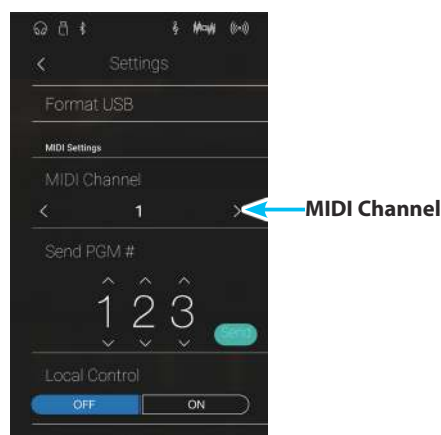 Settings
Format USB
MIDI Settings
MIDI Channel
1
MIDI Channel
Send PGM #
1 2 3
Send
Local Control
OFF ON